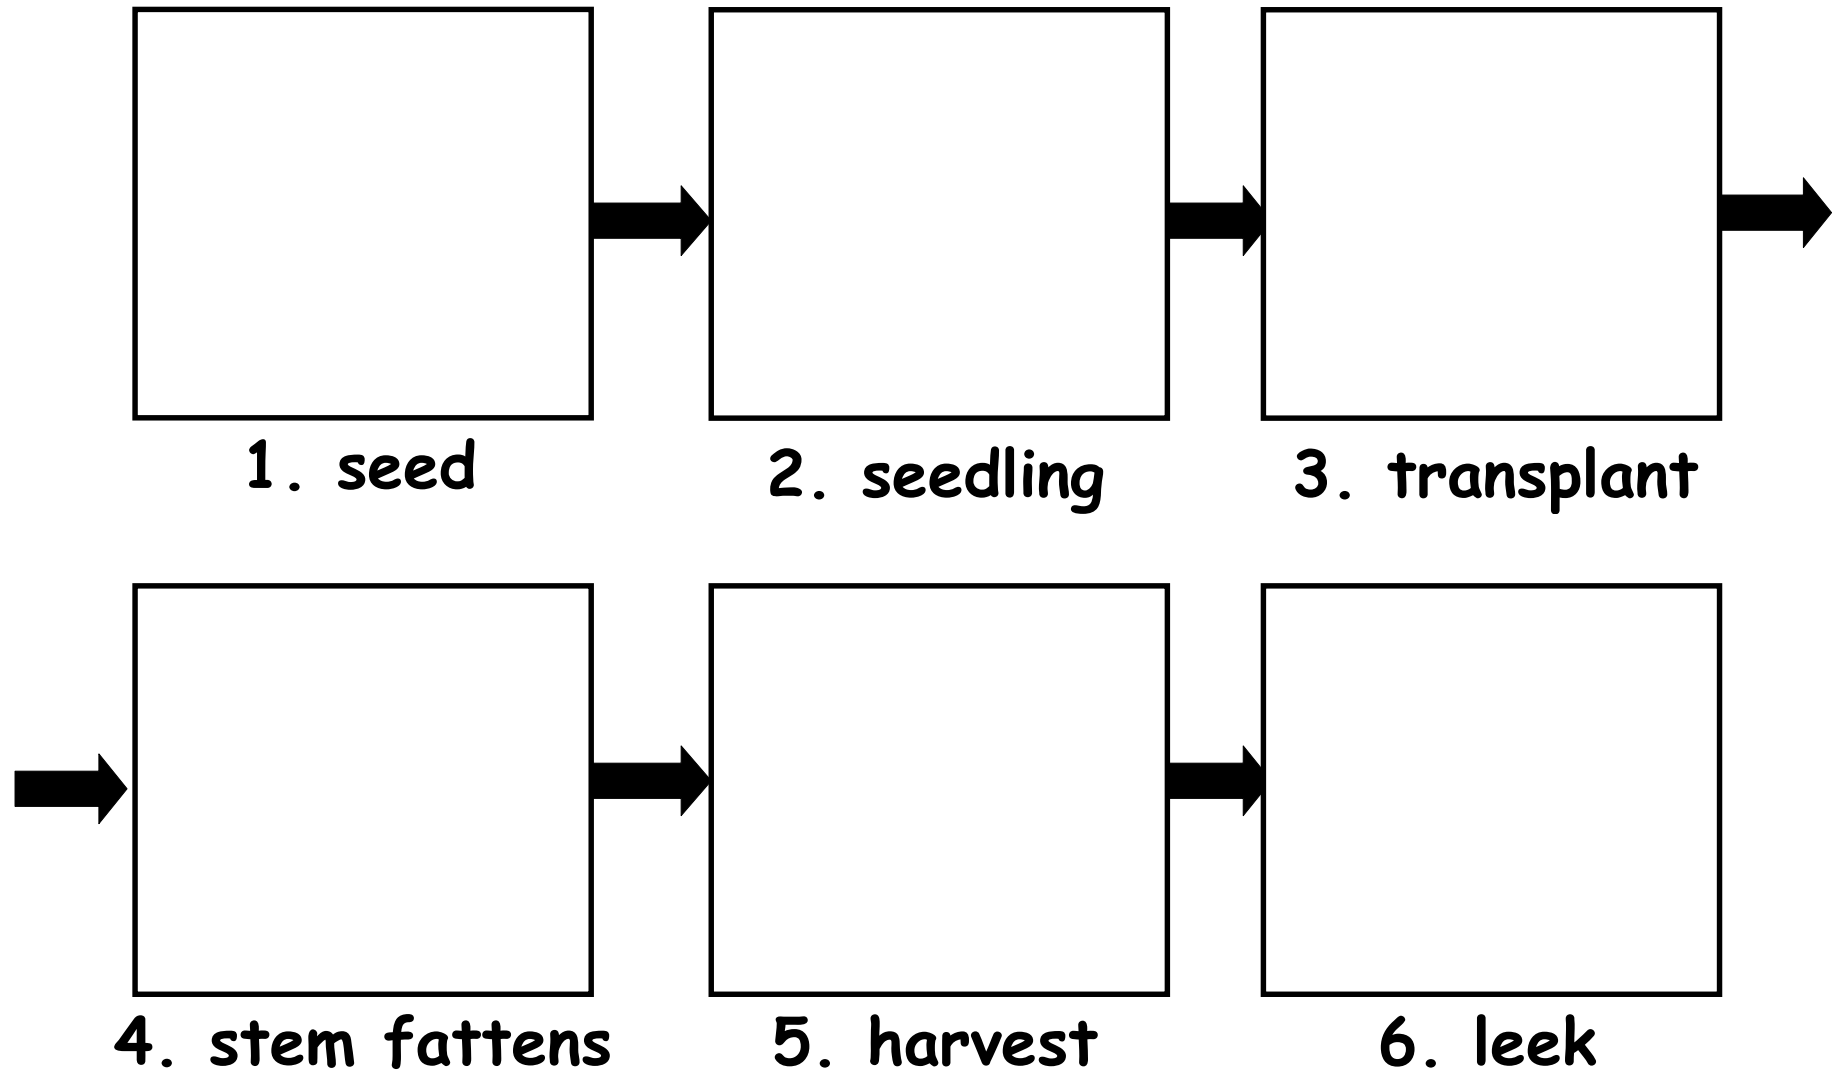 1. seed
2. seedling
3. transplant
4. stem fattens
5. harvest
6. leek